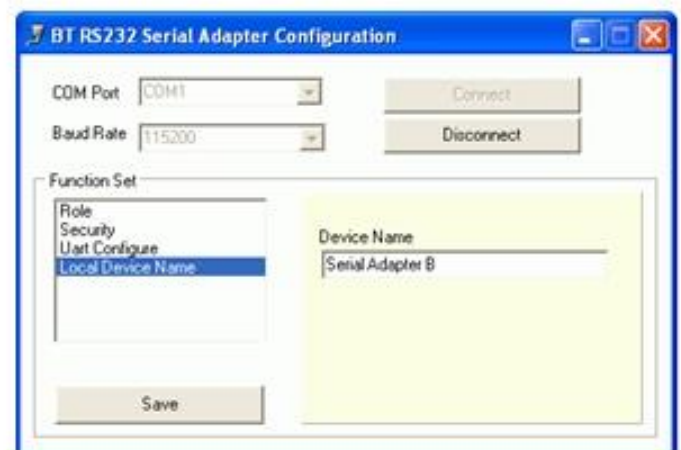 BT RS232 Serial Adapter Configuration
COM Port COM1 Connect
Baud Rate 115200 Disconnect
Function Set
Role
Security
Uart Configure
Local Device Name
Device Name
Serial Adapter B
Save